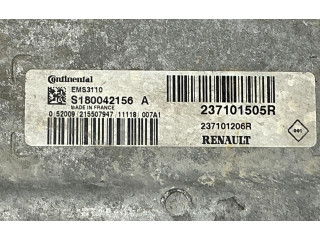 Continental
EMS3110
S180042156 A
MADE IN FRANCE
0 52009 215507947 11118 007A1
237101505R
237101206R
RENAULT